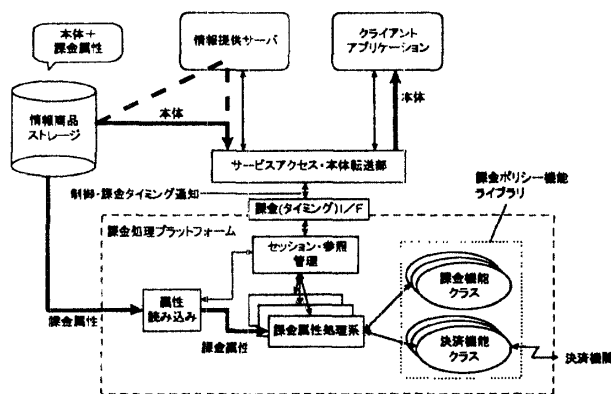 本体+
課金属性
情報提供サーバ
クライアント
アプリケーション
情報商品
ストレージ
本体
本体
サービスアクセス・本体転送部
制御・課金タイミング通知
課金(タイミング)I/F
課金ポリシー機能
ライブラリ
課金処理プラットフォーム
セッション・参照
管理
課金機能
クラス
属性
読み込み
課金属性処理系
課金属性
課金属性
決済機能
クラス
決済機関